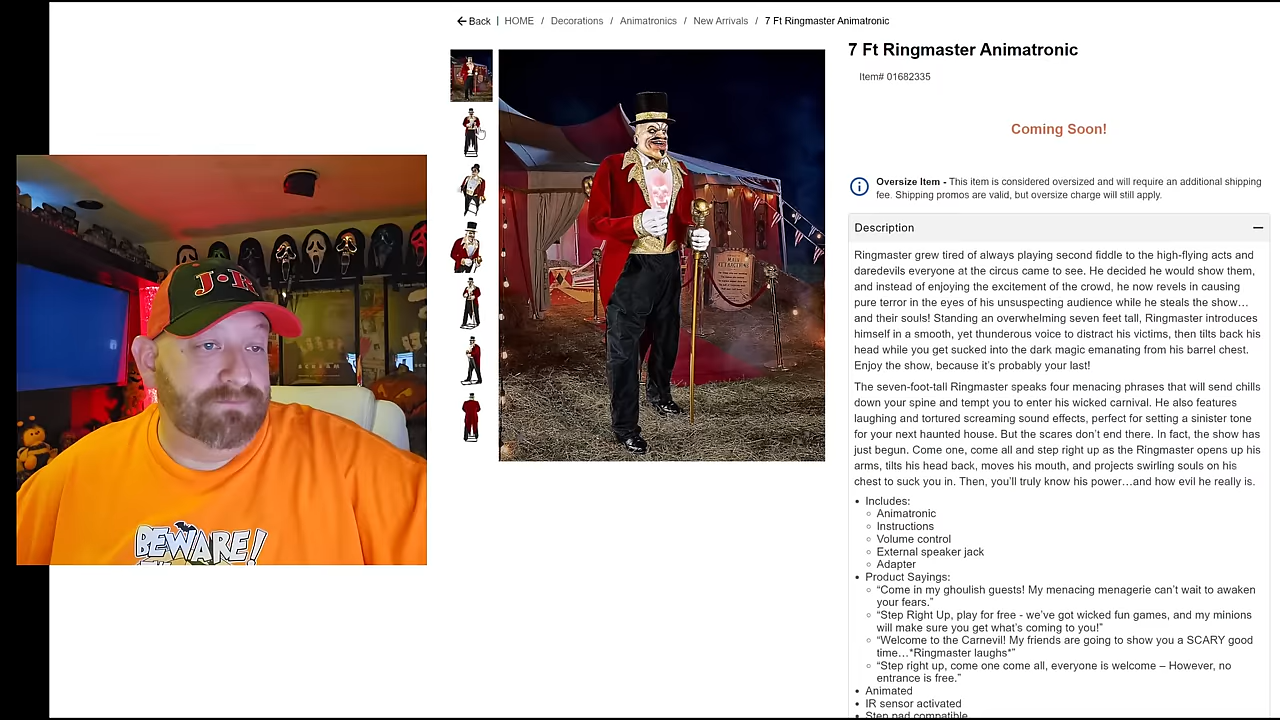 Back | HOME / Decorations / Animatronics / New Arrivals / 7 Ft Ringmaster Animatronic
7 Ft Ringmaster Animatronic
Item# 01682335
Coming Soon!
Oversize Item - This item is considered oversized and will require an additional shipping
fee. Shipping promos are valid, but oversize charge will still apply.
Description
Ringmaster grew tired of always playing second fiddle to the high-flying acts and
daredevils everyone at the circus came to see. He decided he would show them,
and instead of enjoying the excitement of the crowd, he now revels in causing
pure terror in the eyes of his unsuspecting audience while he steals the show…
and their souls! Standing an overwhelming seven feet tall, Ringmaster introduces
himself in a smooth, yet thunderous voice to distract his victims, then tilts back his
head while you get sucked into the dark magic emanating from his barrel chest.
Enjoy the show, because it's probably your last!
The seven-foot-tall Ringmaster speaks four menacing phrases that will send chills
down your spine and tempt you to enter his wicked carnival. He also features
laughing and tortured screaming sound effects, perfect for setting a sinister tone
for your next haunted house. But the scares don't end there. In fact, the show has
just begun. Come one, come all and step right up as the Ringmaster opens up his
arms, tilts his head back, moves his mouth, and projects swirling souls on his
chest to suck you in. Then, you'll truly know his power…and how evil he really is.
Includes:
Animatronic
Instructions
Volume control
External speaker jack
Adapter
Product Sayings:
“Come in my ghoulish guests! My menacing menagerie can't wait to awaken
your fears.”
“Step Right Up, play for free - we've got wicked fun games, and my minions
will make sure you get what's coming to you!”
“Welcome to the Carnevil! My friends are going to show you a SCARY good
time…*Ringmaster laughs*”
“Step right up, come one come all, everyone is welcome – However, no
entrance is free.”
Animated
IR sensor activated
Step pad compatible
BEWARE!